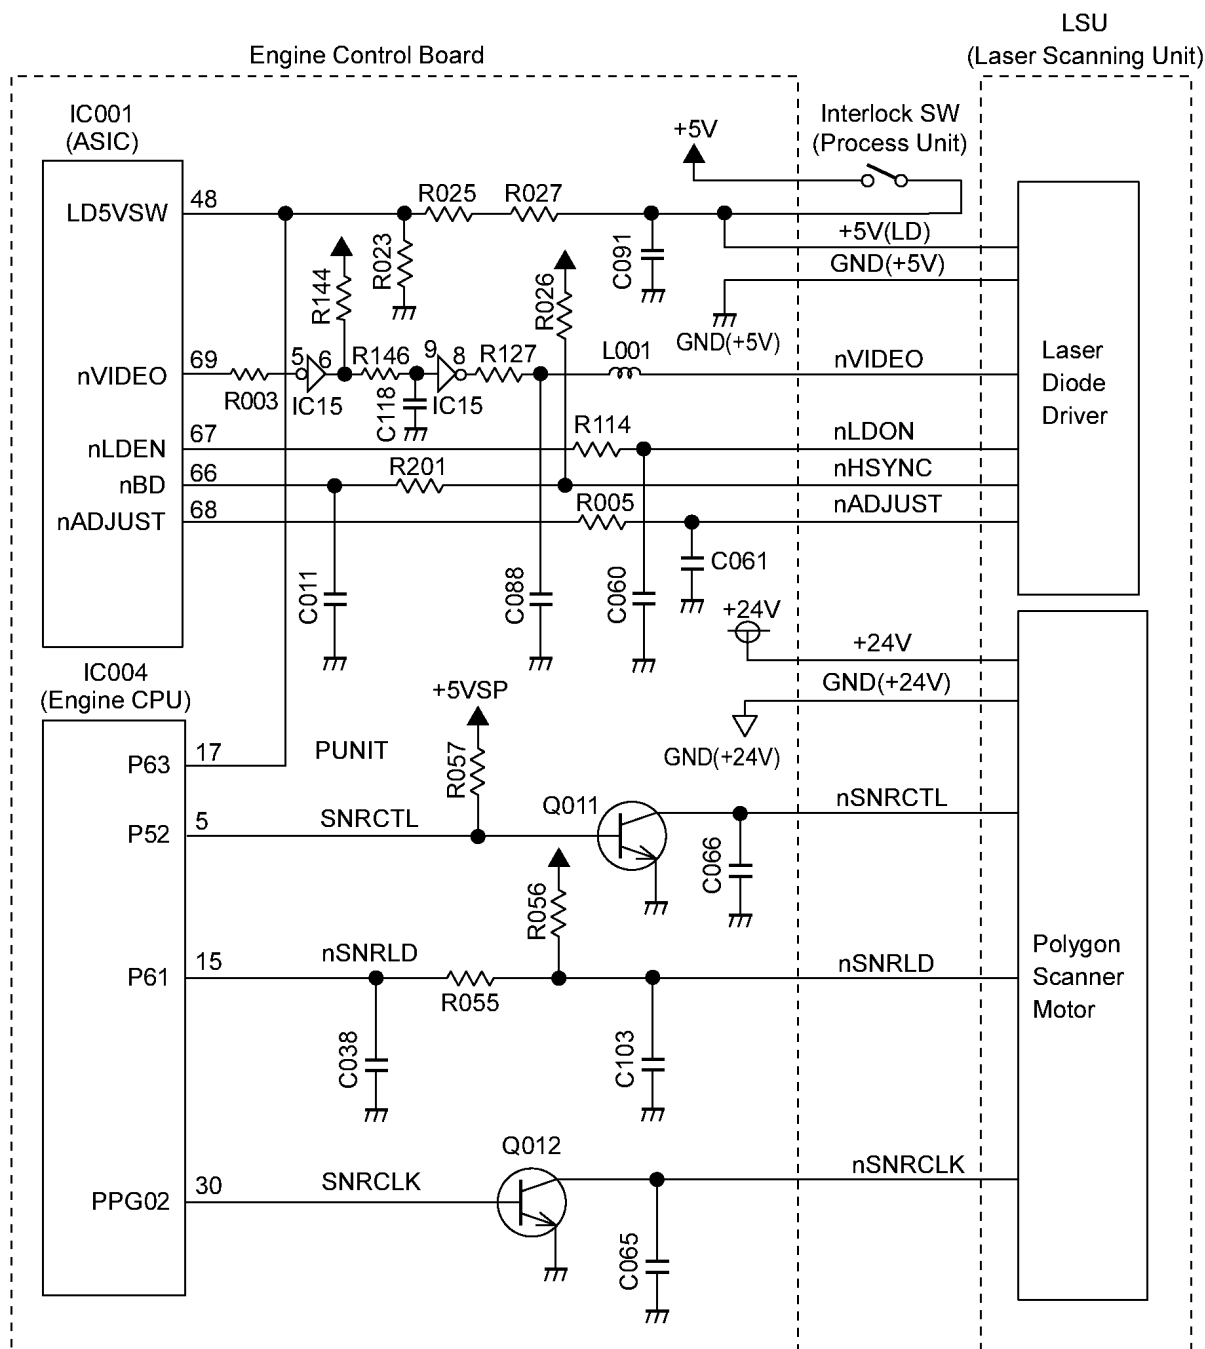 LSU
(Laser Scanning Unit)
Engine Control Board
IC001
(ASIC)
+5V
Interlock SW
(Process Unit)
LD5VSW
48
R025
R027
+5V(LD)
R144
R023
R026
C091
GND(+5V)
GND(+5V)
nVIDEO
69
R003
5
6
IC15
R146
C118
9
8
IC15
R127
L001
nVIDEO
Laser
Diode
Driver
nLDEN
67
R114
nLDON
nBD
66
R201
nHSYNC
nADJUST
68
R005
nADJUST
C011
C088
C060
C061
+24V
+24V
IC004
(Engine CPU)
+5VSP
GND(+24V)
GND(+24V)
P63
17
PUNIT
R057
P52
5
SNRCTL
Q011
nSNRCTL
C066
R056
P61
15
nSNRLD
R055
nSNRLD
Polygon
Scanner
Motor
C038
C103
PPG02
30
SNRCLK
Q012
nSNRCLK
C065